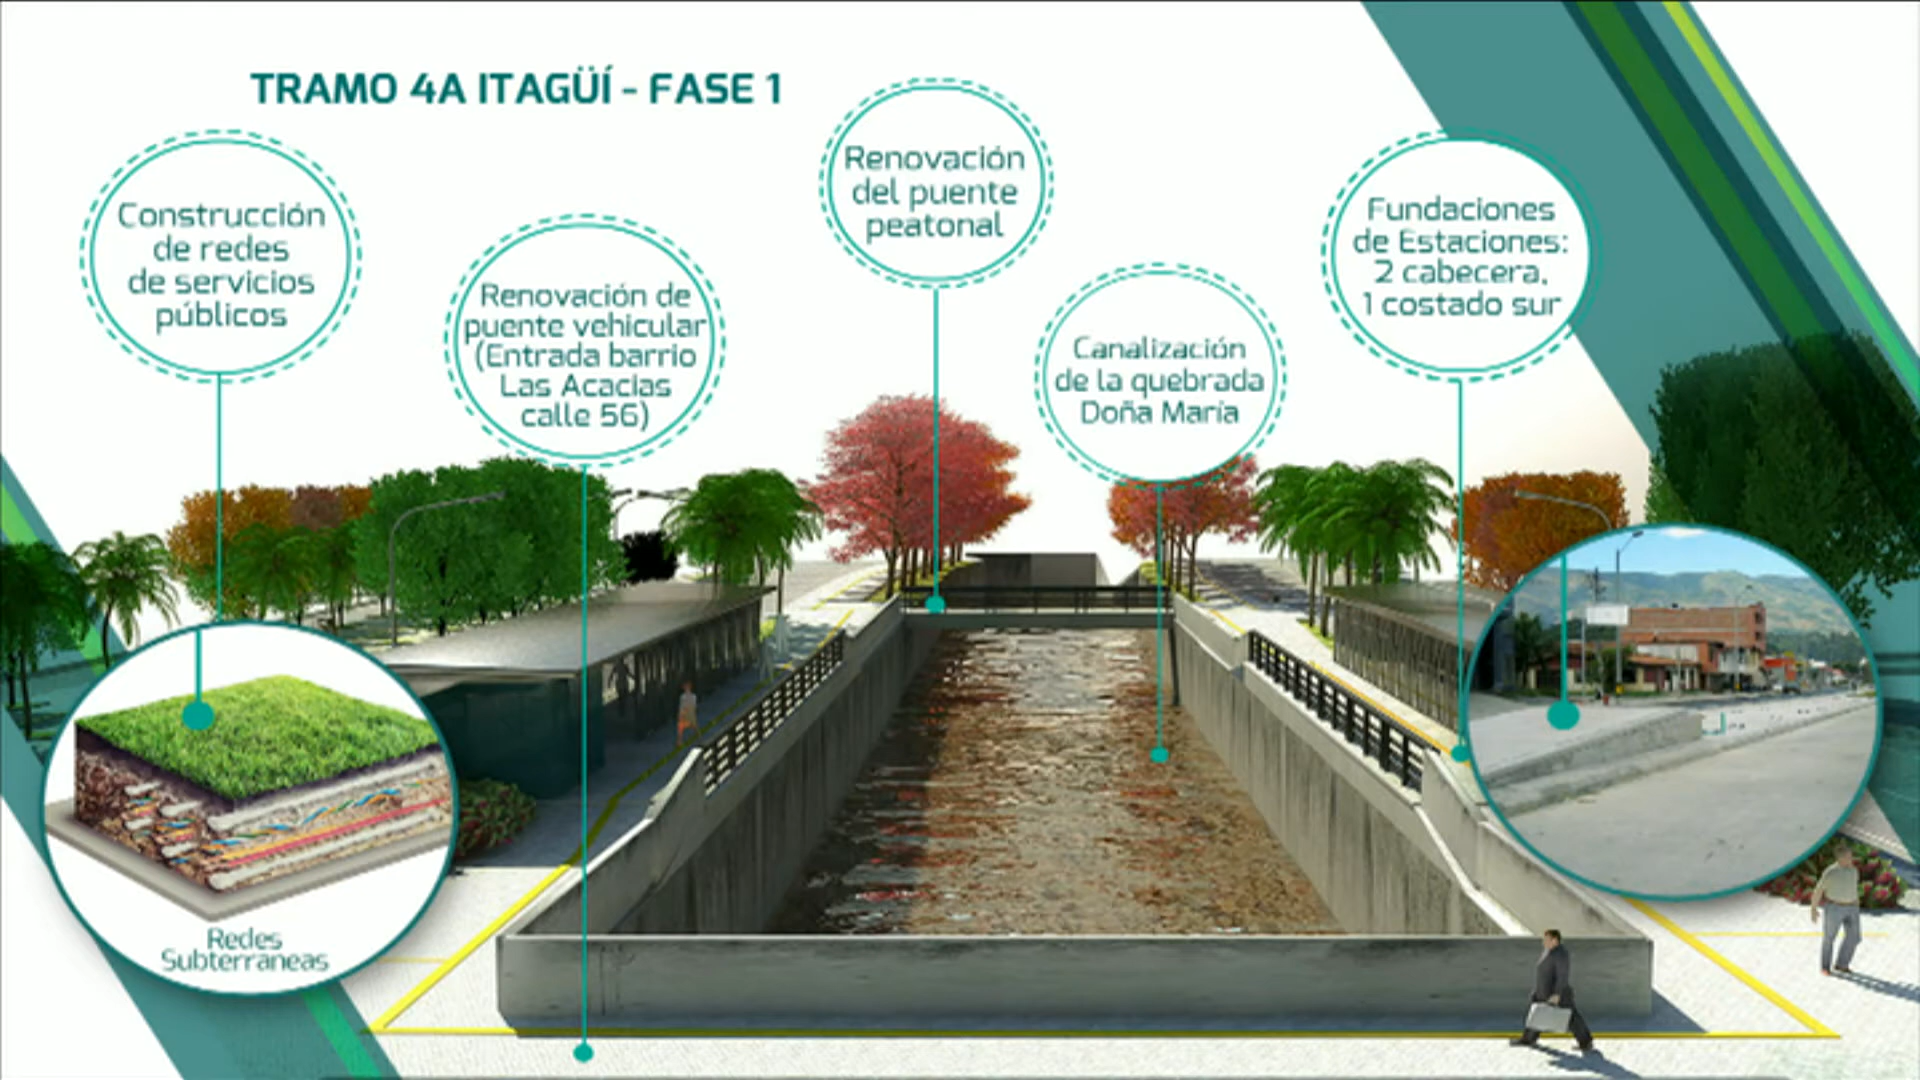 TRAMO 4A ITAGÜÍ - FASE 1
Construcción
de redes
de servicios
públicos
Renovación de
puente vehicular
(Entrada barrio
Las Acacias
calle 56)
Renovación
del puente
peatonal
Canalización
de la quebrada
Doña María
Fundaciones
de Estaciones:
2 cabecera,
1 costado sur
Redes
Subterraneas